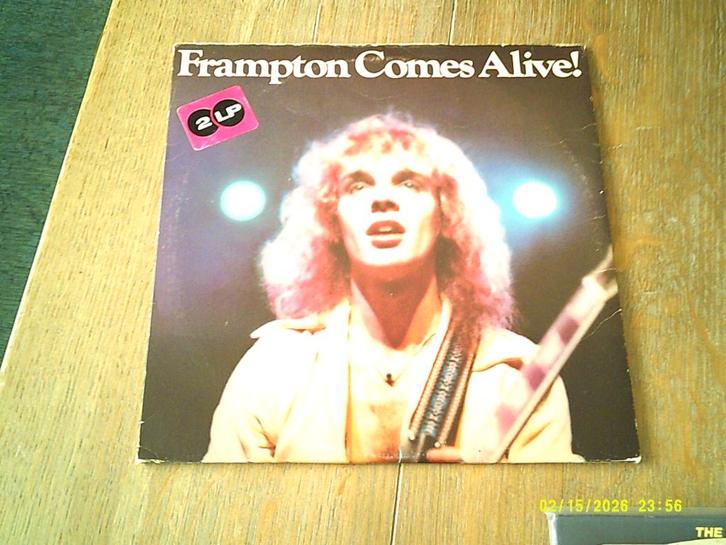 Frampton Comes Alive!
2 LP
02/15/2026 23:56
THE